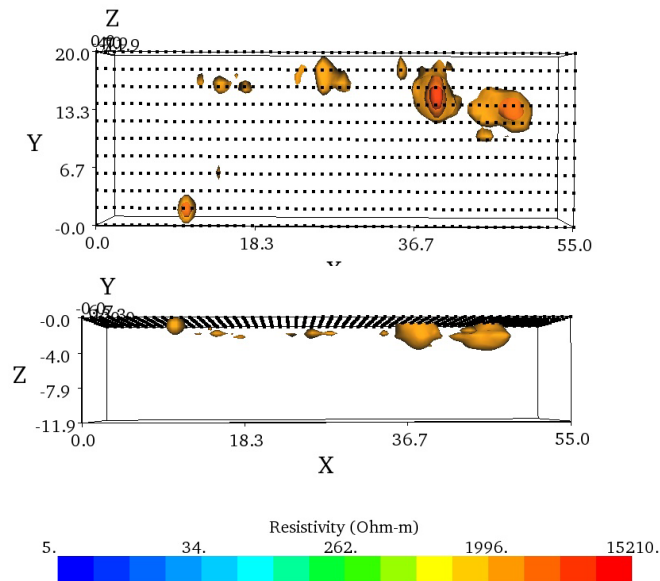 Z
20.0
13.3
Y
6.7
-0.0
0.0 18.3 36.7 55.0
Y
-0.0
-4.0
Z
-7.9
-11.9
0.0 18.3 36.7 55.0
X
Resistivity (Ohm-m)
5. 34. 262. 1996. 15210.